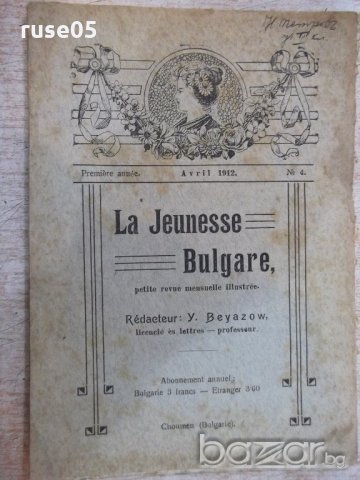 ruse05
Première année.
Avril 1912.
№ 4.
La Jeunesse
Bulgare,
petite revue mensuelle illustrée.
Rédacteur: Y. Beyazow,
licencié ès lettres — professeur.
Abonnement annuel:
Bulgarie 3 francs — Etranger 3·60
Choumen (Bulgarie).
bazar.bg